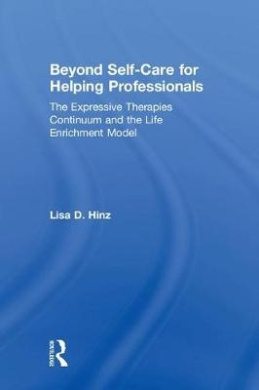 Beyond Self-Care for
Helping Professionals
The Expressive Therapies
Continuum and the Life
Enrichment Model
Lisa D. Hinz
ROUTLEDGE